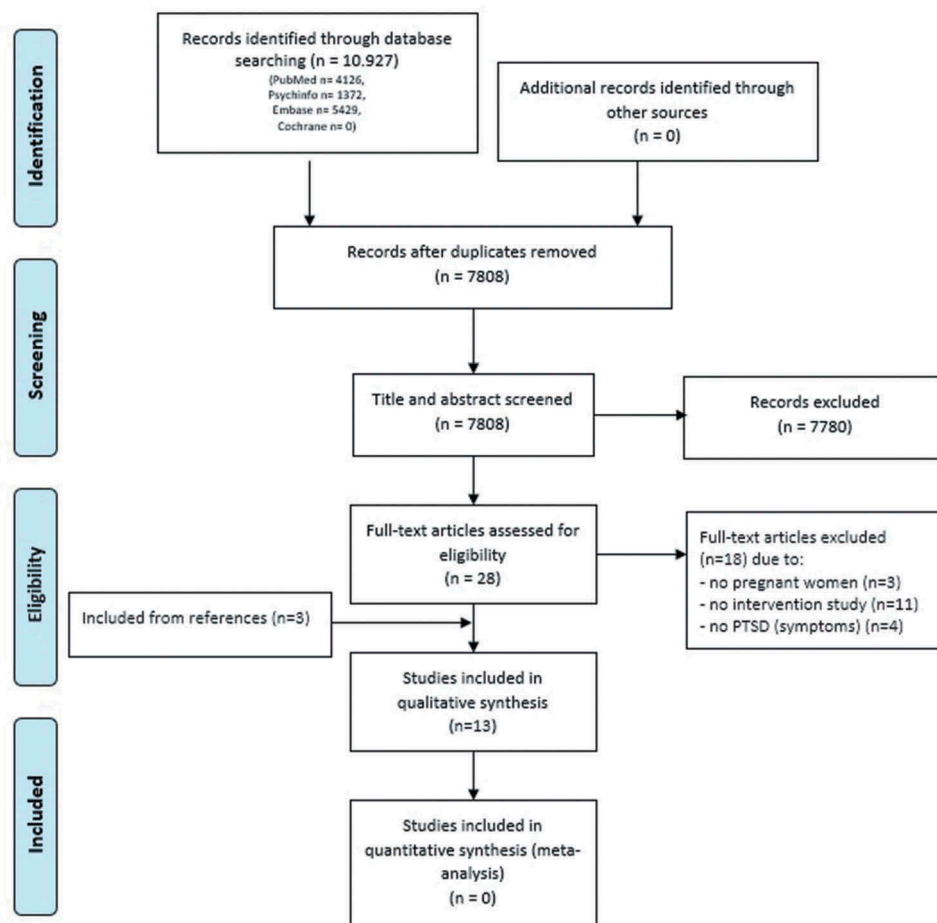 Identification
Records identified through database
searching (n = 10.927)
(PubMed n= 4126,
Psychinfo n= 1372,
Embase n= 5429,
Cochrane n= 0)
Additional records identified through
other sources
(n = 0)
Records after duplicates removed
(n = 7808)
Screening
Title and abstract screened
(n = 7808)
Records excluded
(n = 7780)
Eligibility
Full-text articles assessed for
eligibility
(n = 28)
Full-text articles excluded
(n=18) due to:
- no pregnant women (n=3)
- no intervention study (n=11)
- no PTSD (symptoms) (n=4)
Included from references (n=3)
Studies included in
qualitative synthesis
(n=13)
Included
Studies included in
quantitative synthesis (meta-
analysis)
(n = 0)